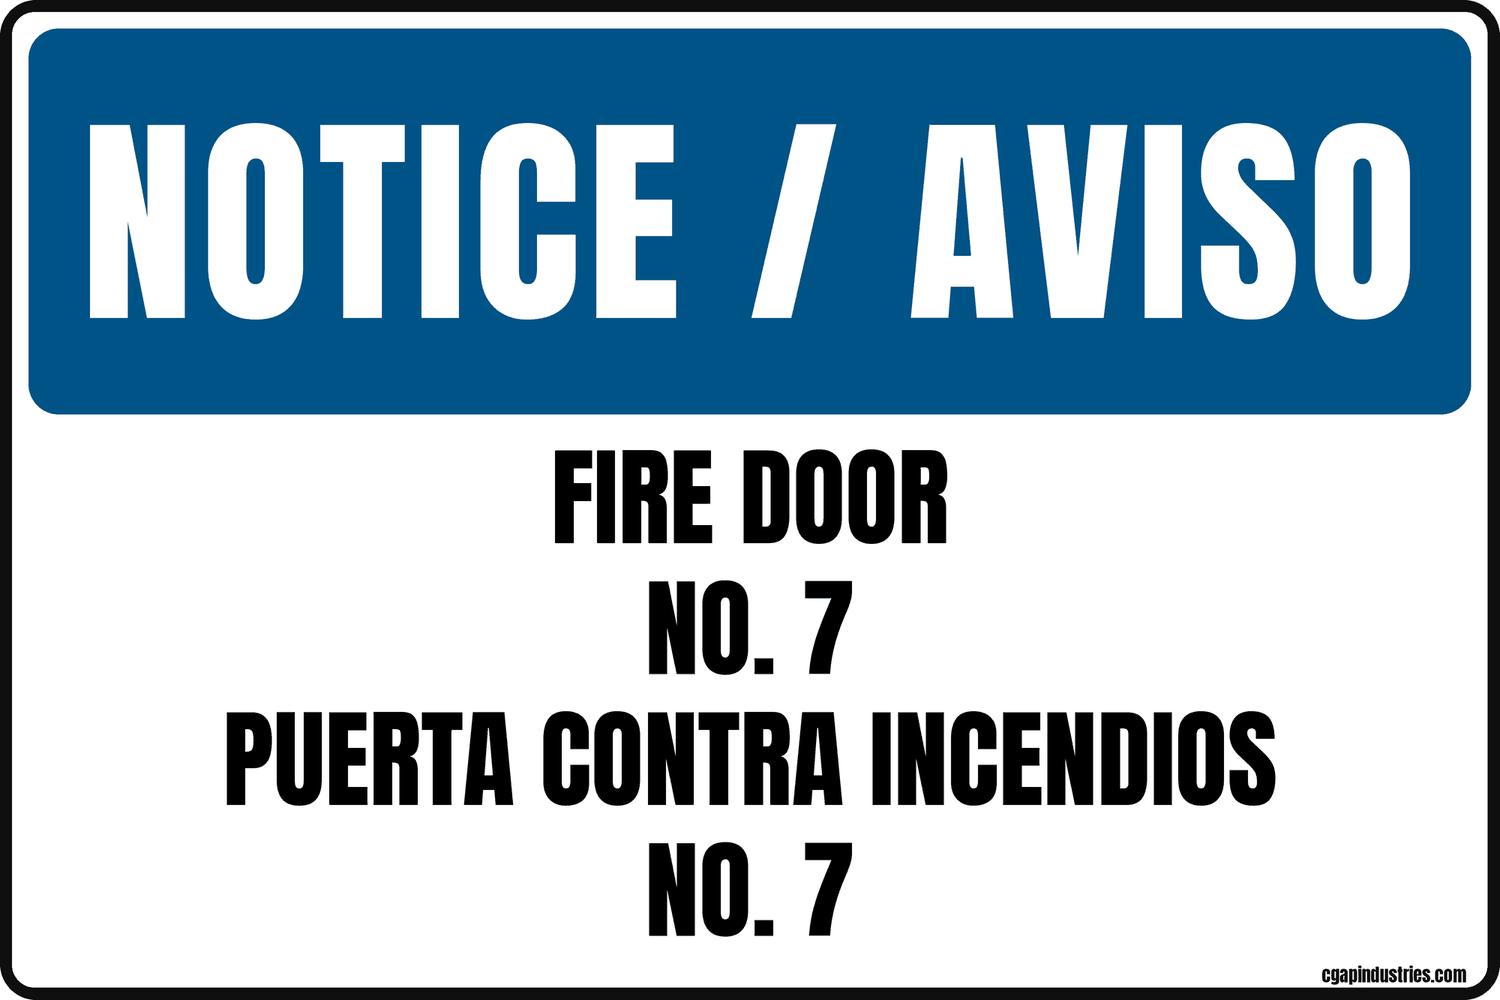 NOTICE / AVISO
FIRE DOOR
NO. 7
PUERTA CONTRA INCENDIOS
NO. 7
cgapindustries.com